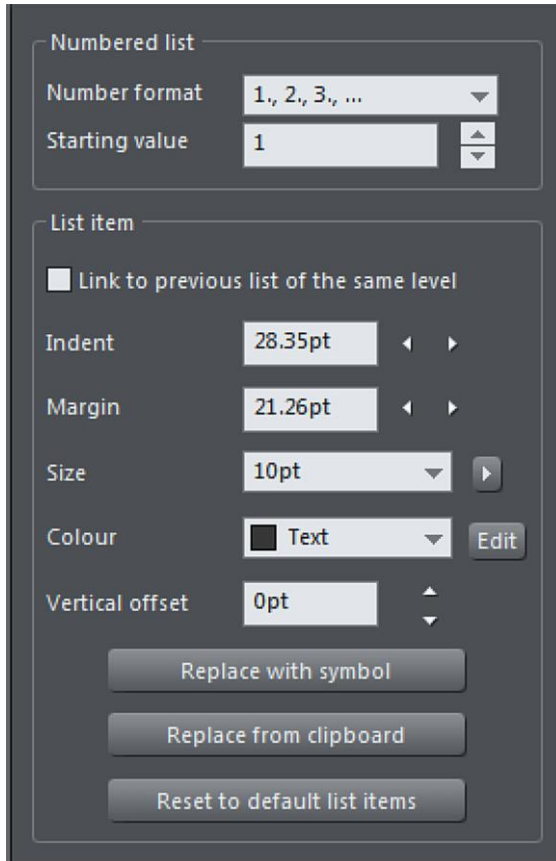 Numbered list
Number format 1., 2., 3., ...
Starting value 1
List item
Link to previous list of the same level
Indent 28.35pt
Margin 21.26pt
Size 10pt
Colour Text Edit
Vertical offset 0pt
Replace with symbol
Replace from clipboard
Reset to default list items